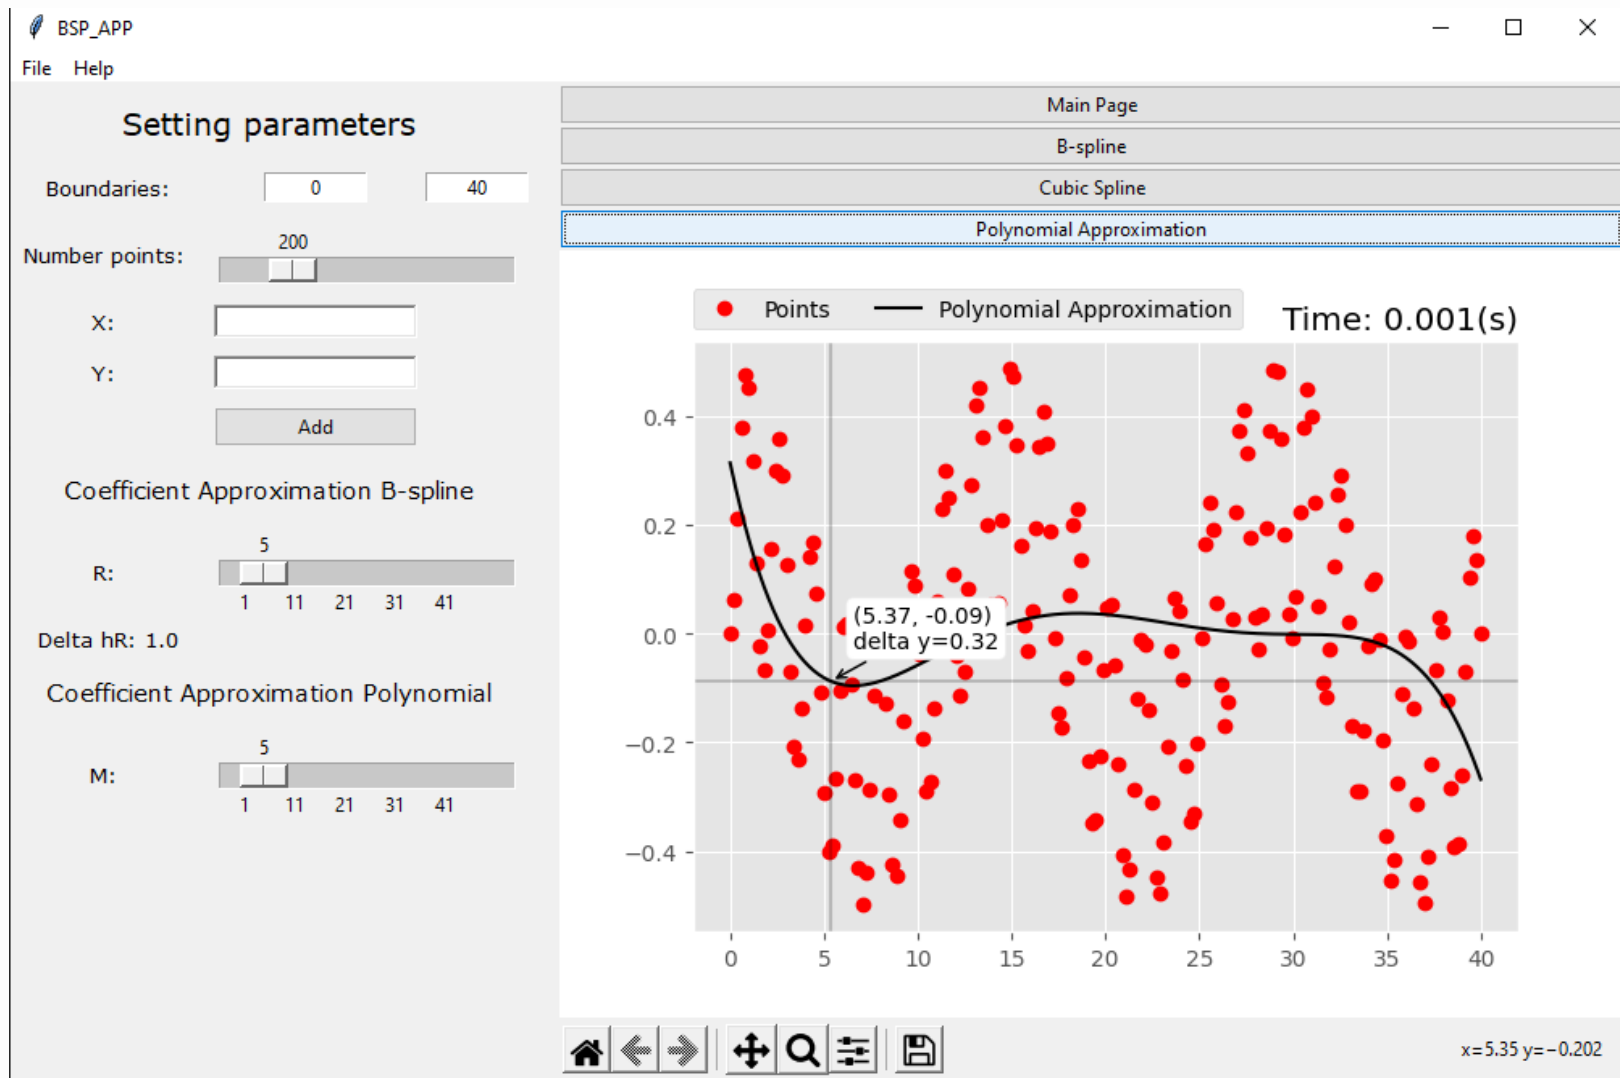 BSP_APP
File Help
Setting parameters
Boundaries: 0 40
200
Number points:
X:
Y:
Add
Coefficient Approximation B-spline
5
R:
1 11 21 31 41
Delta hR: 1.0
Coefficient Approximation Polynomial
5
M:
1 11 21 31 41
Main Page
B-spline
Cubic Spline
Polynomial Approximation
Points Polynomial Approximation
Time: 0.001(s)
0.4
0.2
0.0
−0.2
−0.4
(5.37, -0.09)
delta y=0.32
0 5 10 15 20 25 30 35 40
x=5.35 y=−0.202